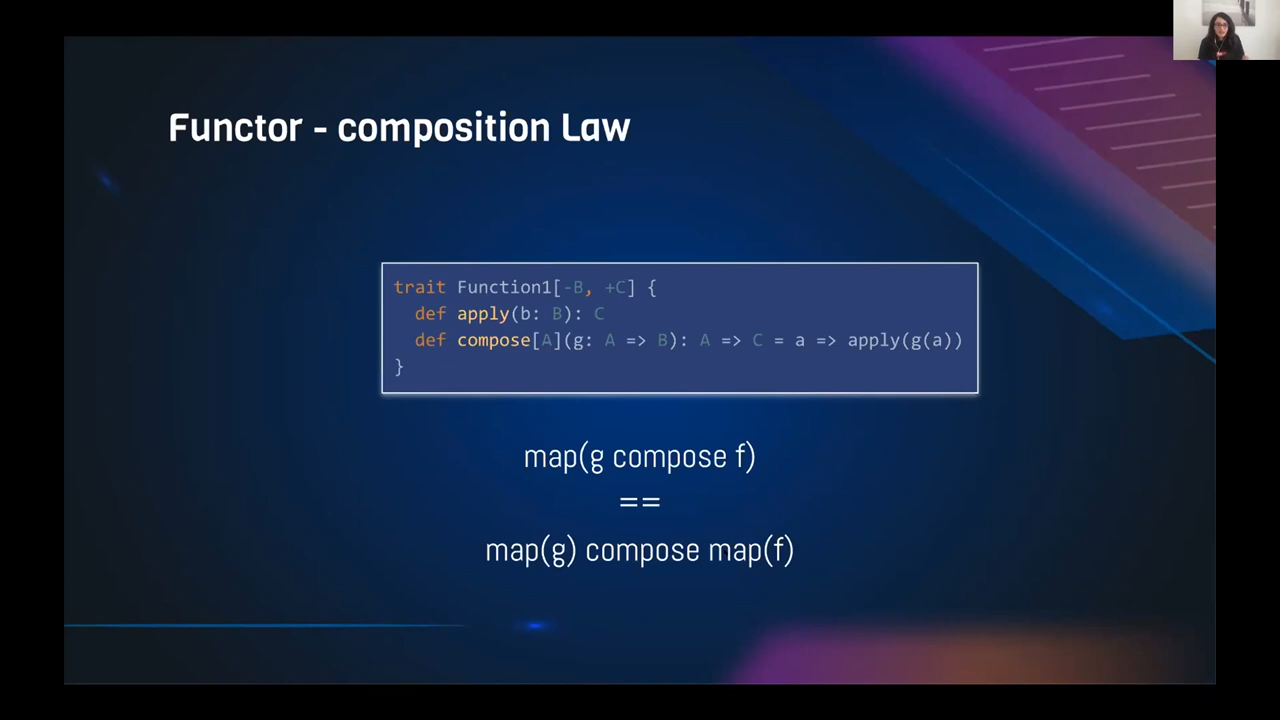 Functor - composition Law
trait Function1[-B, +C] {
def apply(b: B): C
def compose[A](g: A => B): A => C = a => apply(g(a))
}
map(g compose f)
==
map(g) compose map(f)